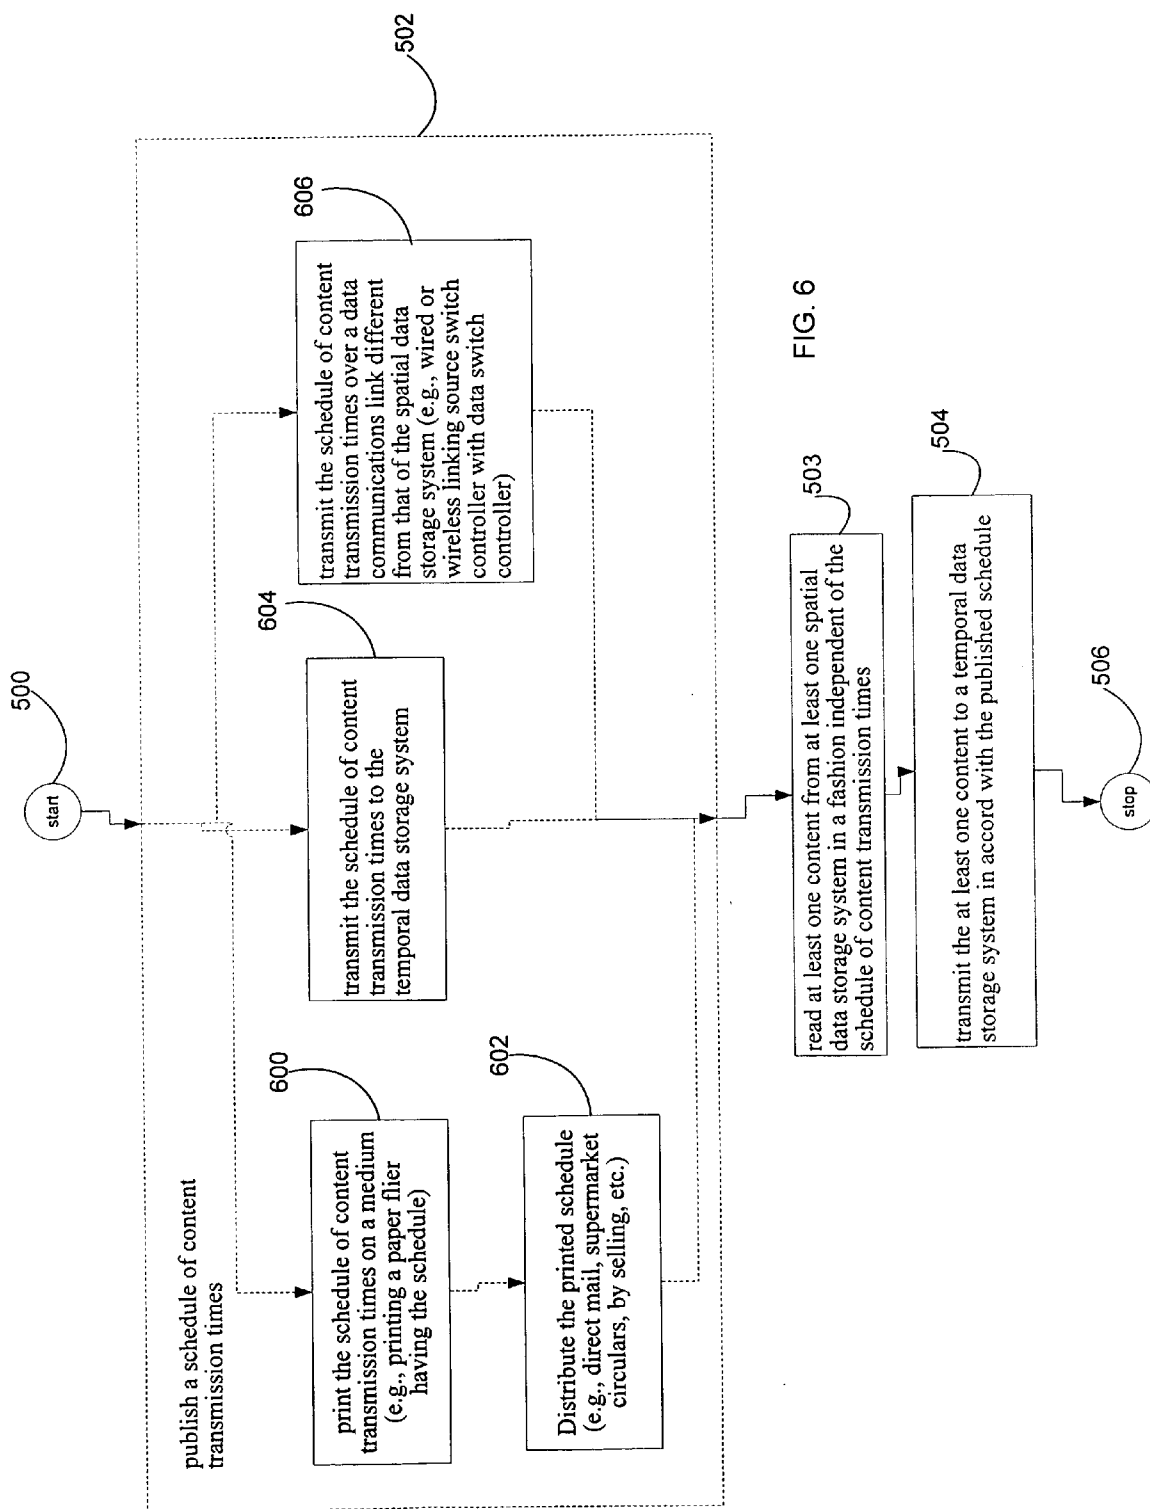 500
start
502
publish a schedule of content
transmission times
600
print the schedule of content
transmission times on a medium
(e.g., printing a paper flier
having the schedule)
602
Distribute the printed schedule
(e.g., direct mail, supermarket
circulars, by selling, etc.)
604
transmit the schedule of content
transmission times to the
temporal data storage system
606
transmit the schedule of content
transmission times over a data
communications link different
from that of the spatial data
storage system (e.g., wired or
wireless linking source switch
controller with data switch
controller)
503
read at least one content from at least one spatial
data storage system in a fashion independent of the
schedule of content transmission times
504
transmit the at least one content to a temporal data
storage system in accord with the published schedule
506
stop
FIG. 6